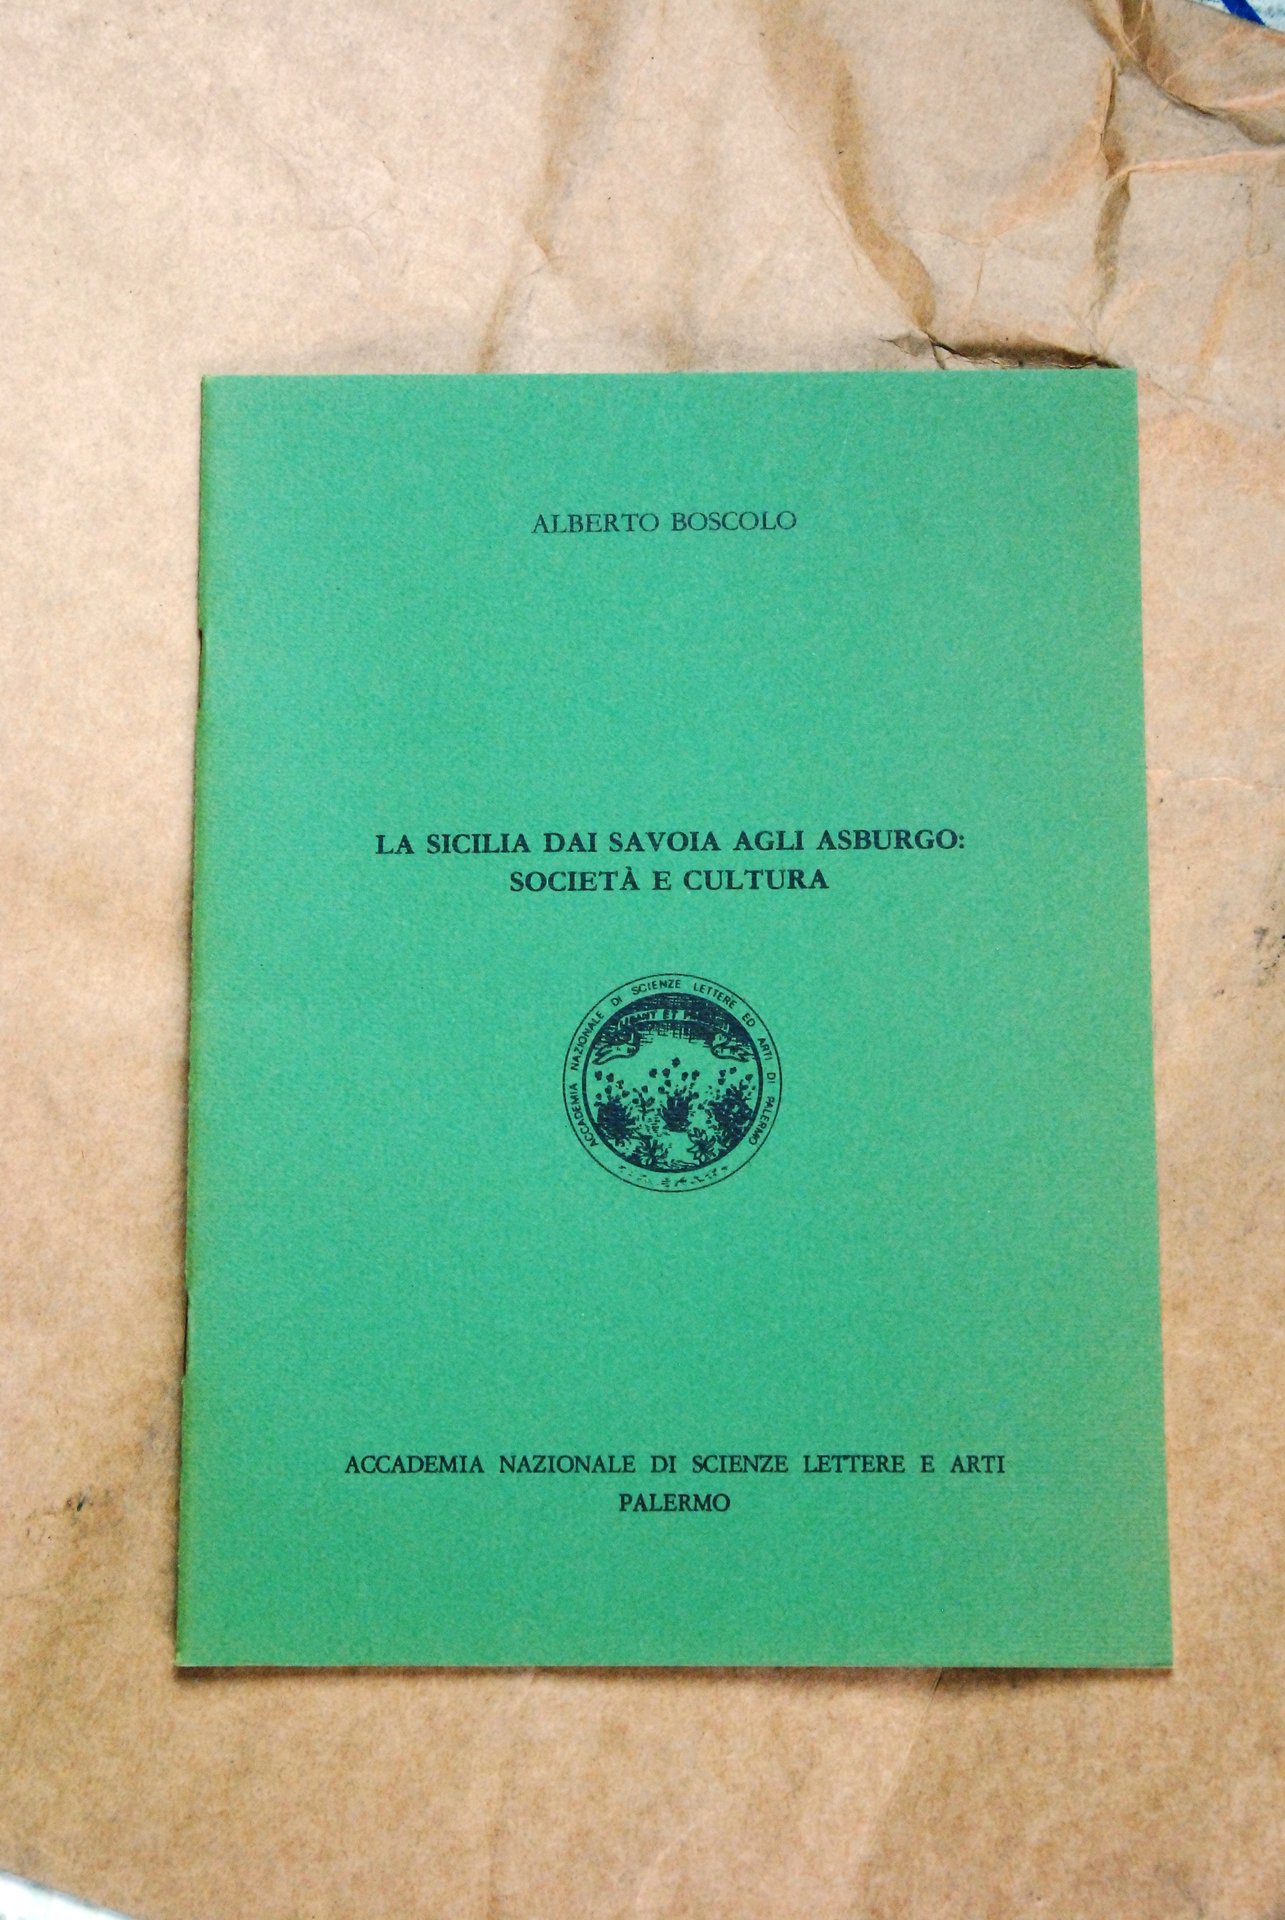 ALBERTO BOSCOLO
LA SICILIA DAI SAVOIA AGLI ASBURGO:
SOCIETÀ E CULTURA
ACCADEMIA NAZIONALE DI SCIENZE LETTERE ED ARTI DI PALERMO
ET
ACCADEMIA NAZIONALE DI SCIENZE LETTERE E ARTI
PALERMO